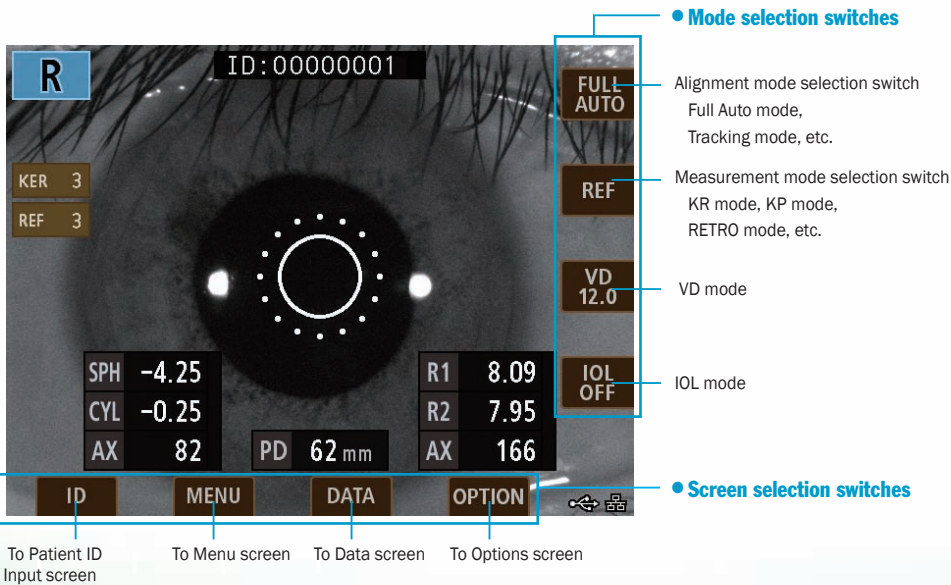 • Mode selection switches
R
ID:00000001
FULL
AUTO
Alignment mode selection switch
Full Auto mode,
Tracking mode, etc.
KER 3
REF 3
REF
Measurement mode selection switch
KR mode, KP mode,
RETRO mode, etc.
VD
12.0
VD mode
SPH -4.25
CYL -0.25
AX 82
PD 62 mm
R1 8.09
R2 7.95
AX 166
IOL
OFF
IOL mode
ID
MENU
DATA
OPTION
• Screen selection switches
To Patient ID
Input screen
To Menu screen
To Data screen
To Options screen